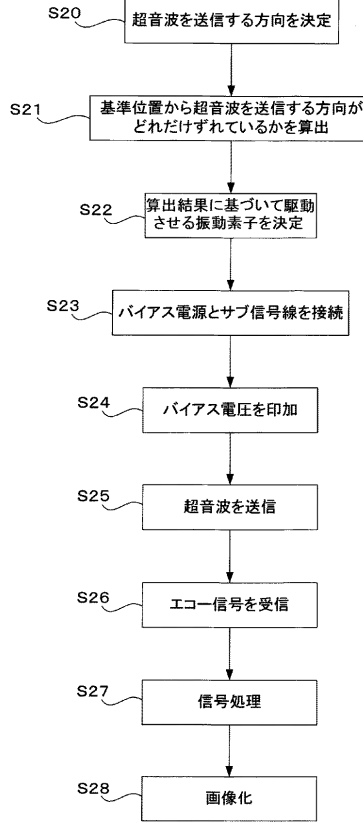 S20
超音波を送信する方向を決定
S21
基準位置から超音波を送信する方向が
どれだけずれているかを算出
S22
算出結果に基づいて駆動
させる振動素子を決定
S23
バイアス電源とサブ信号線を接続
S24
バイアス電圧を印加
S25
超音波を送信
S26
エコー信号を受信
S27
信号処理
S28
画像化